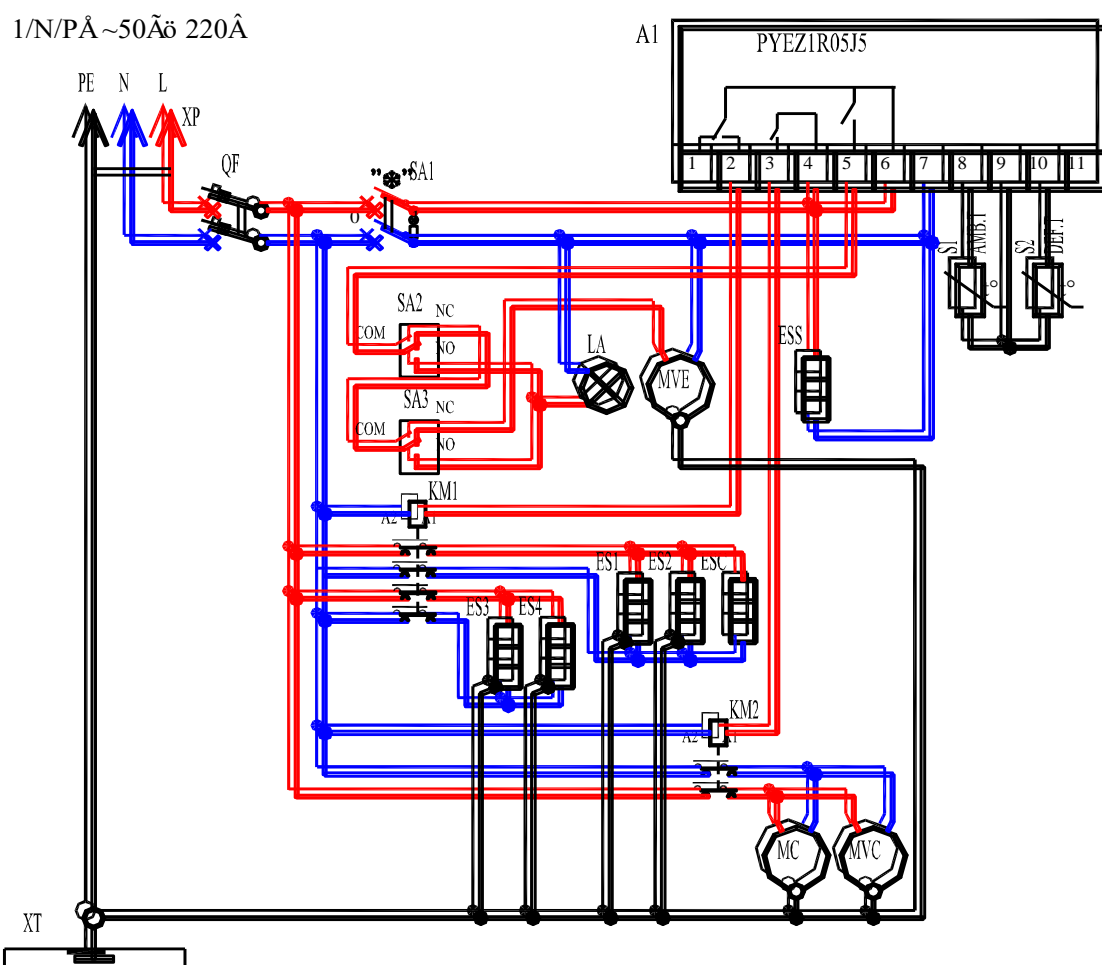 1/N/PÅ ~50Ãö 220Â
A1
PYEZ1R05J5
PE N L
XP
1 2 3 4 5 6 7 8 9 10 11
QF
"*" SA1
O
S1
AMB.1
S2
DEF.1
SA2
NC
COM
NO
LA
MVE
ESS
SA3
NC
COM
NO
KM1
A2 A1
ES1 ES2 ESC
ES3 ES4
KM2
A2 A1
MC MVC
XT